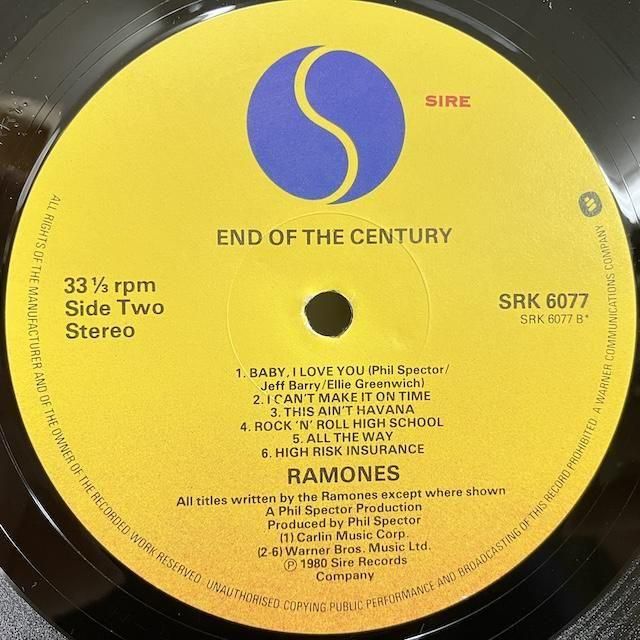 SIRE
END OF THE CENTURY
33 ⅓ rpm
Side Two
Stereo
SRK 6077
SRK 6077 B*
1. BABY, I LOVE YOU (Phil Spector/
Jeff Barry/Ellie Greenwich)
2. I CAN'T MAKE IT ON TIME
3. THIS AIN'T HAVANA
4. ROCK 'N' ROLL HIGH SCHOOL
5. ALL THE WAY
6. HIGH RISK INSURANCE
RAMONES
All titles written by the Ramones except where shown
A Phil Spector Production
Produced by Phil Spector
(1) Carlin Music Corp.
(2-6) Warner Bros. Music Ltd.
℗ 1980 Sire Records
Company
ALL RIGHTS OF THE MANUFACTURER AND OF THE OWNER OF THE RECORDED WORK RESERVED. UNAUTHORISED COPYING PUBLIC PERFORMANCE AND BROADCASTING OF THIS RECORD PROHIBITED. A WARNER COMMUNICATIONS COMPANY